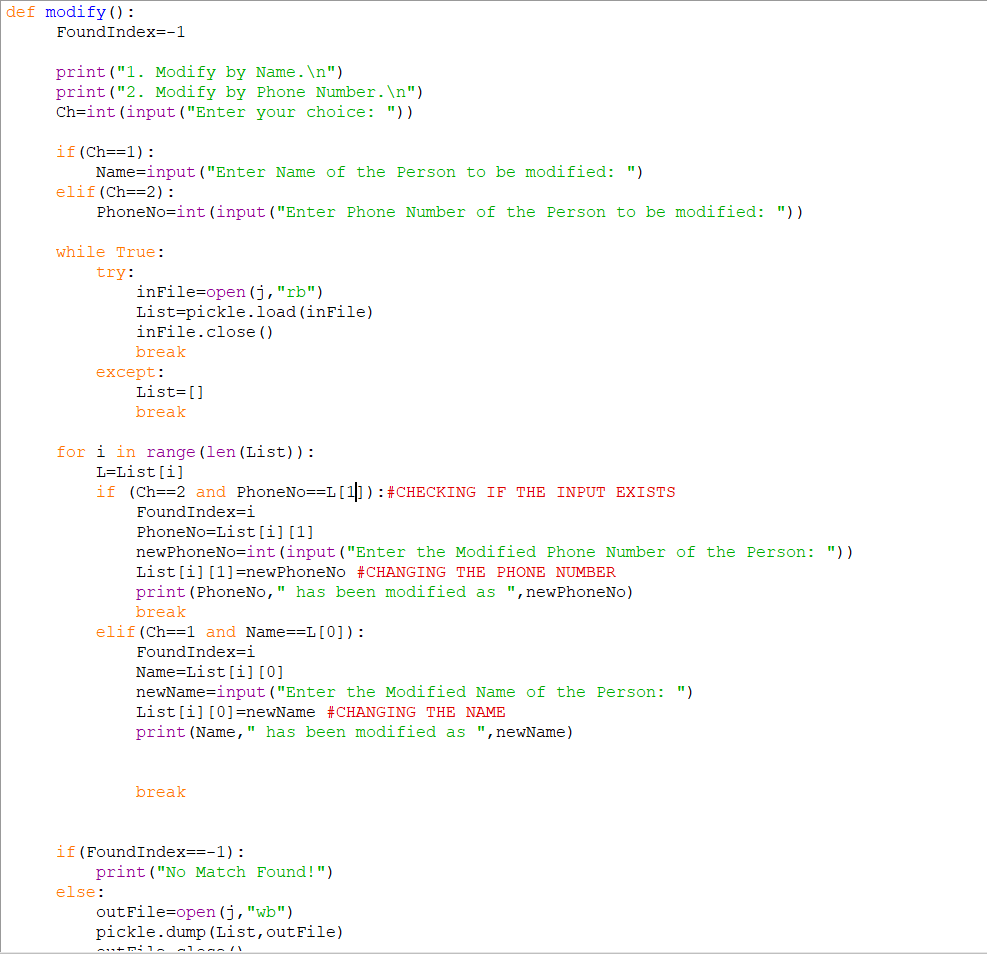 def modify():
FoundIndex=-1
print("1. Modify by Name.\n")
print("2. Modify by Phone Number.\n")
Ch=int(input("Enter your choice: "))
if(Ch==1):
Name=input("Enter Name of the Person to be modified: ")
elif(Ch==2):
PhoneNo=int(input("Enter Phone Number of the Person to be modified: "))
while True:
try:
inFile=open(j,"rb")
List=pickle.load(inFile)
inFile.close()
break
except:
List=[]
break
for i in range(len(List)):
L=List[i]
if (Ch==2 and PhoneNo==L[1]):#CHECKING IF THE INPUT EXISTS
FoundIndex=i
PhoneNo=List[i][1]
newPhoneNo=int(input("Enter the Modified Phone Number of the Person: "))
List[i][1]=newPhoneNo #CHANGING THE PHONE NUMBER
print(PhoneNo," has been modified as ",newPhoneNo)
break
elif(Ch==1 and Name==L[0]):
FoundIndex=i
Name=List[i][0]
newName=input("Enter the Modified Name of the Person: ")
List[i][0]=newName #CHANGING THE NAME
print(Name," has been modified as ",newName)
break
if(FoundIndex==-1):
print("No Match Found!")
else:
outFile=open(j,"wb")
pickle.dump(List,outFile)
outFile.close()